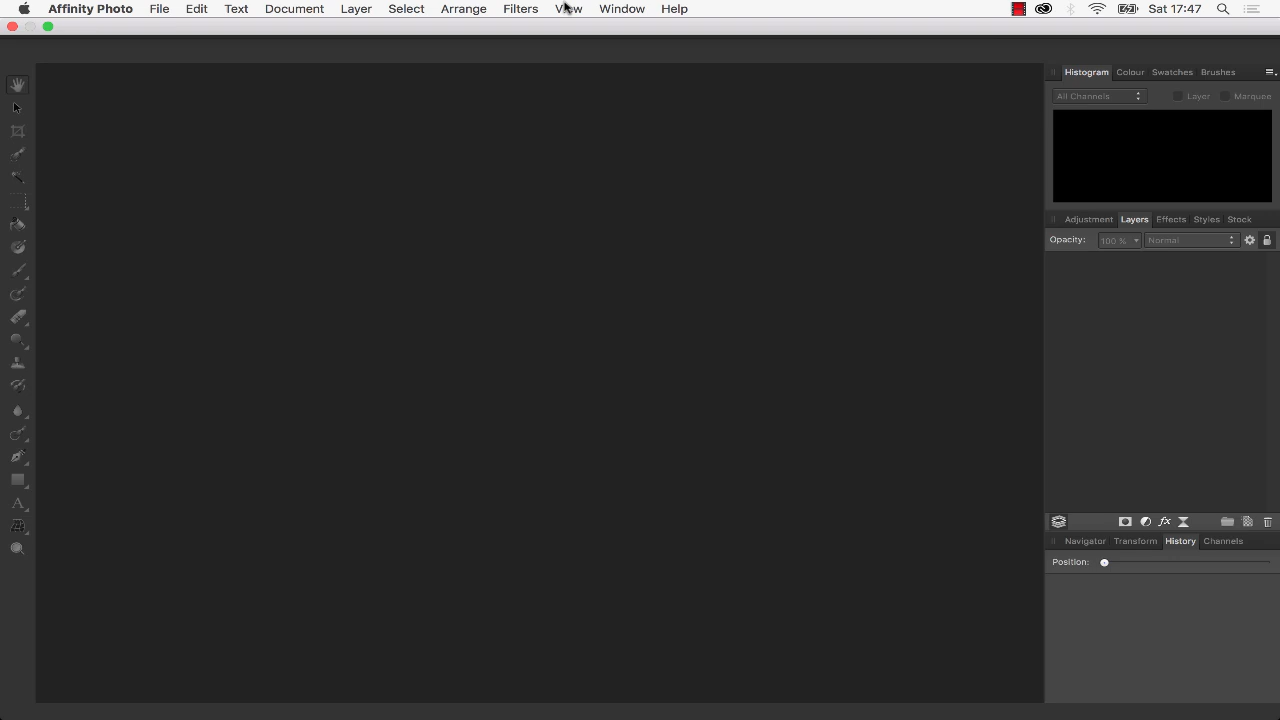 Affinity Photo File Edit Text Document Layer Select Arrange Filters View Window Help Sat 17:47
Histogram Colour Swatches Brushes
All Channels Layer Marquee
Adjustment Layers Effects Styles Stock
Opacity: 100 % Normal
fx
Navigator Transform History Channels
Position:
A